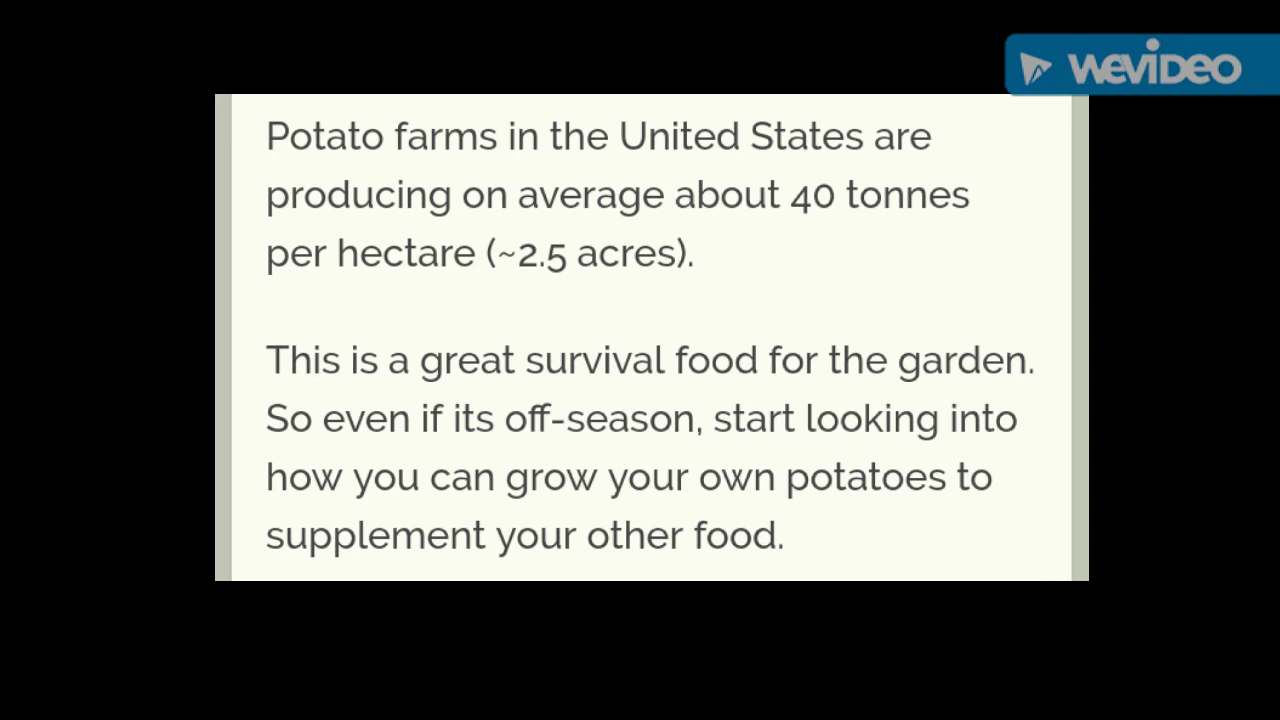 WEVIDEO
Potato farms in the United States are
producing on average about 40 tonnes
per hectare (~2.5 acres).
This is a great survival food for the garden.
So even if its off-season, start looking into
how you can grow your own potatoes to
supplement your other food.